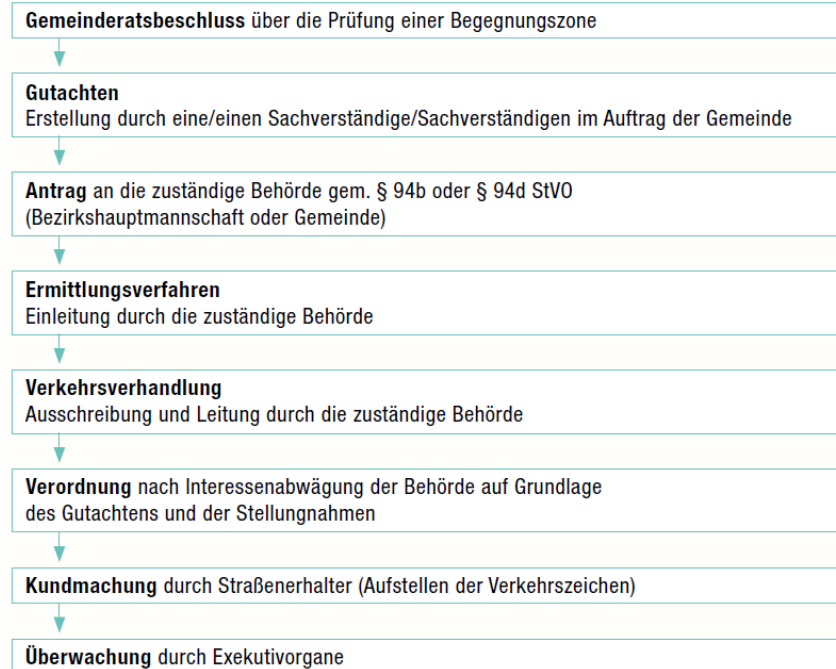 Gemeinderatsbeschluss über die Prüfung einer Begegnungszone
Gutachten
Erstellung durch eine/einen Sachverständige/Sachverständigen im Auftrag der Gemeinde
Antrag an die zuständige Behörde gem. § 94b oder § 94d StVO
(Bezirkshauptmannschaft oder Gemeinde)
Ermittlungsverfahren
Einleitung durch die zuständige Behörde
Verkehrsverhandlung
Ausschreibung und Leitung durch die zuständige Behörde
Verordnung nach Interessenabwägung der Behörde auf Grundlage
des Gutachtens und der Stellungnahmen
Kundmachung durch Straßenerhalter (Aufstellen der Verkehrszeichen)
Überwachung durch Exekutivorgane